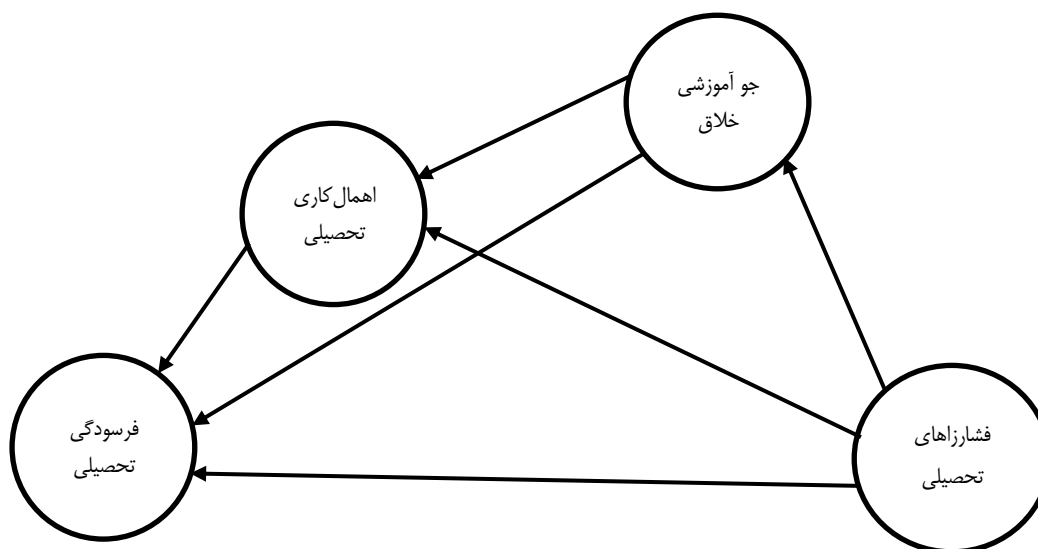 جو آموزشی
خلاق
اهمال‌کاری
تحصیلی
فرسودگی
تحصیلی
فشارزاهای
تحصیلی